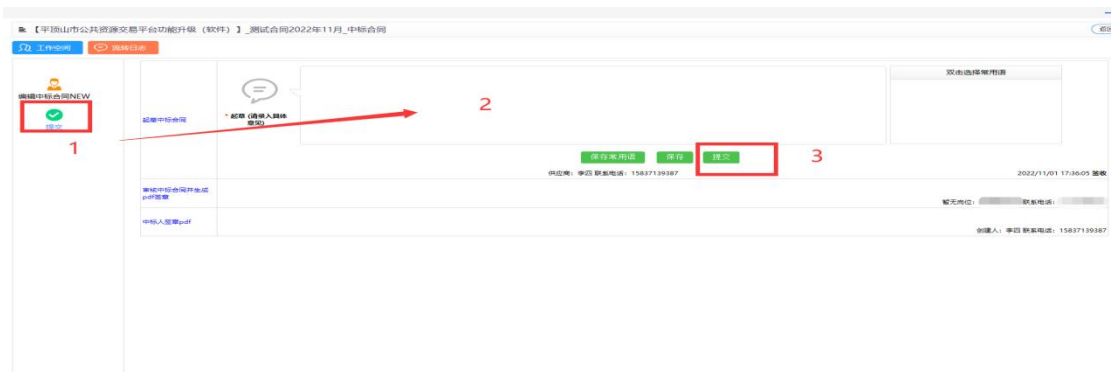 【平顶山市公共资源交易平台功能升级（软件）】_测试合同2022年11月_中标合同
工作空间 流转日志
双击选择常用语
编辑中标合同NEW
2
提交
起草中标合同
* 起草 (请录入具体意见)
1
保存常用语 保存 提交
3
供应商：李四 联系电话：15837139387
2022/11/01 17:36:05 签收
审核中标合同并生成
pdf签章
暂无岗位： 联系电话：
中标人签章pdf
创建人：李四 联系电话：15837139387